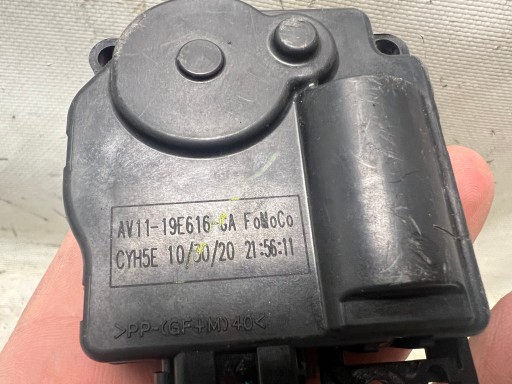 AV11-19E616-CA FoMoCo
CYH5E 10/30/20 21:56:11
>PP-(GF+M)40<